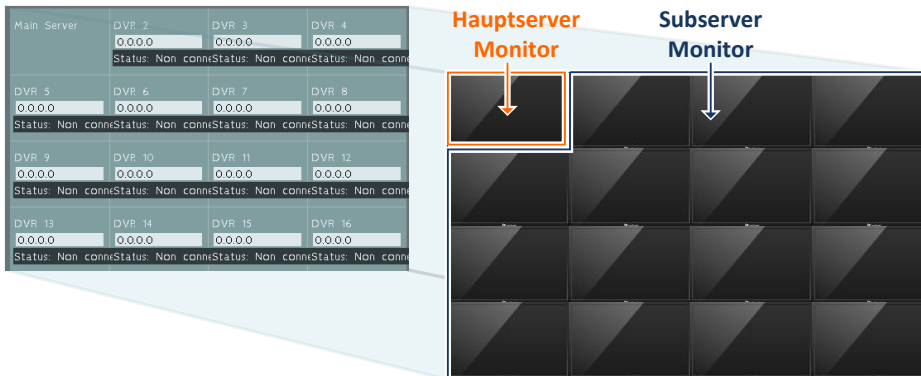 Main Server DVR 2 DVR 3 DVR 4
0.0.0.0 0.0.0.0 0.0.0.0
Status: Non conne Status: Non conne Status: Non conne
DVR 5 DVR 6 DVR 7 DVR 8
0.0.0.0 0.0.0.0 0.0.0.0 0.0.0.0
Status: Non conne Status: Non conne Status: Non conne Status: Non conne
DVR 9 DVR 10 DVR 11 DVR 12
0.0.0.0 0.0.0.0 0.0.0.0 0.0.0.0
Status: Non conne Status: Non conne Status: Non conne Status: Non conne
DVR 13 DVR 14 DVR 15 DVR 16
0.0.0.0 0.0.0.0 0.0.0.0 0.0.0.0
Status: Non conne Status: Non conne Status: Non conne Status: Non conne
Hauptserver
Monitor
Subserver
Monitor